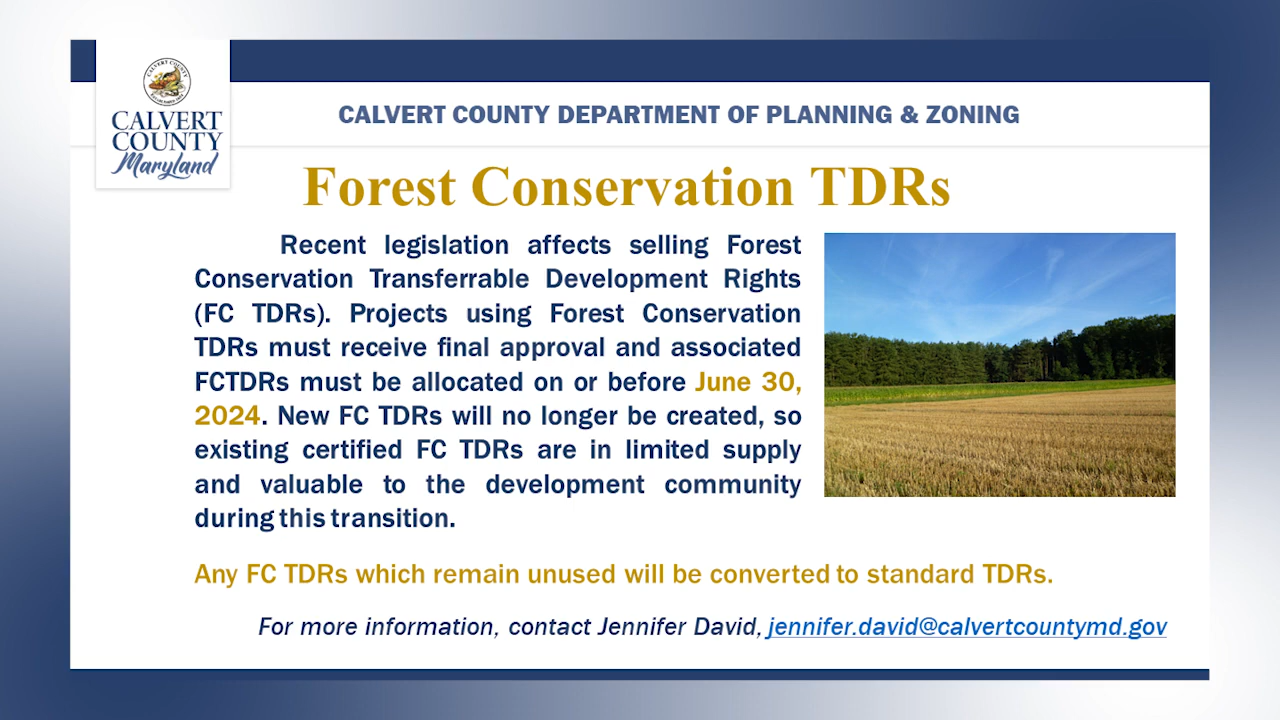 CALVERT COUNTY
CALVERT
COUNTY
Maryland
CALVERT COUNTY DEPARTMENT OF PLANNING & ZONING
Forest Conservation TDRs
Recent legislation affects selling Forest
Conservation Transferrable Development Rights
(FC TDRs). Projects using Forest Conservation
TDRs must receive final approval and associated
FCTDRs must be allocated on or before June 30,
2024. New FC TDRs will no longer be created, so
existing certified FC TDRs are in limited supply
and valuable to the development community
during this transition.
Any FC TDRs which remain unused will be converted to standard TDRs.
For more information, contact Jennifer David, jennifer.david@calvertcountymd.gov